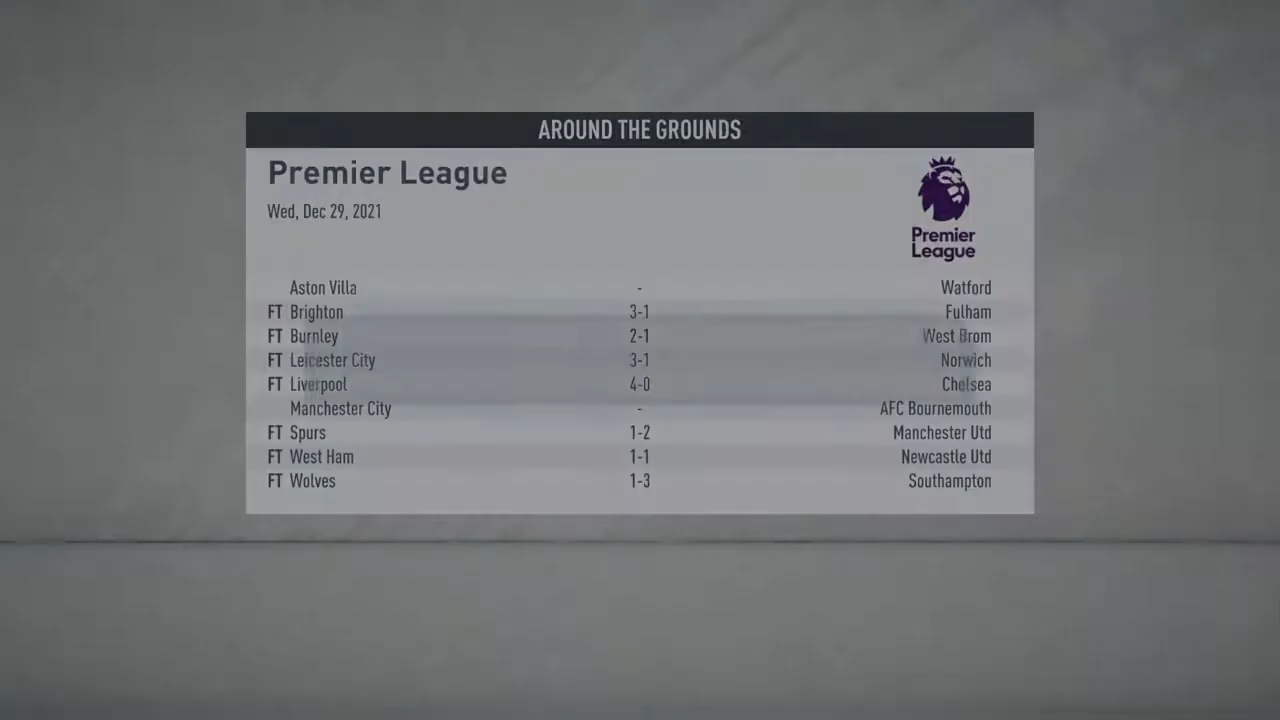 AROUND THE GROUNDS
Premier League
Wed, Dec 29, 2021
Premier
League
Aston Villa - Watford
FT Brighton 3-1 Fulham
FT Burnley 2-1 West Brom
FT Leicester City 3-1 Norwich
FT Liverpool 4-0 Chelsea
Manchester City - AFC Bournemouth
FT Spurs 1-2 Manchester Utd
FT West Ham 1-1 Newcastle Utd
FT Wolves 1-3 Southampton